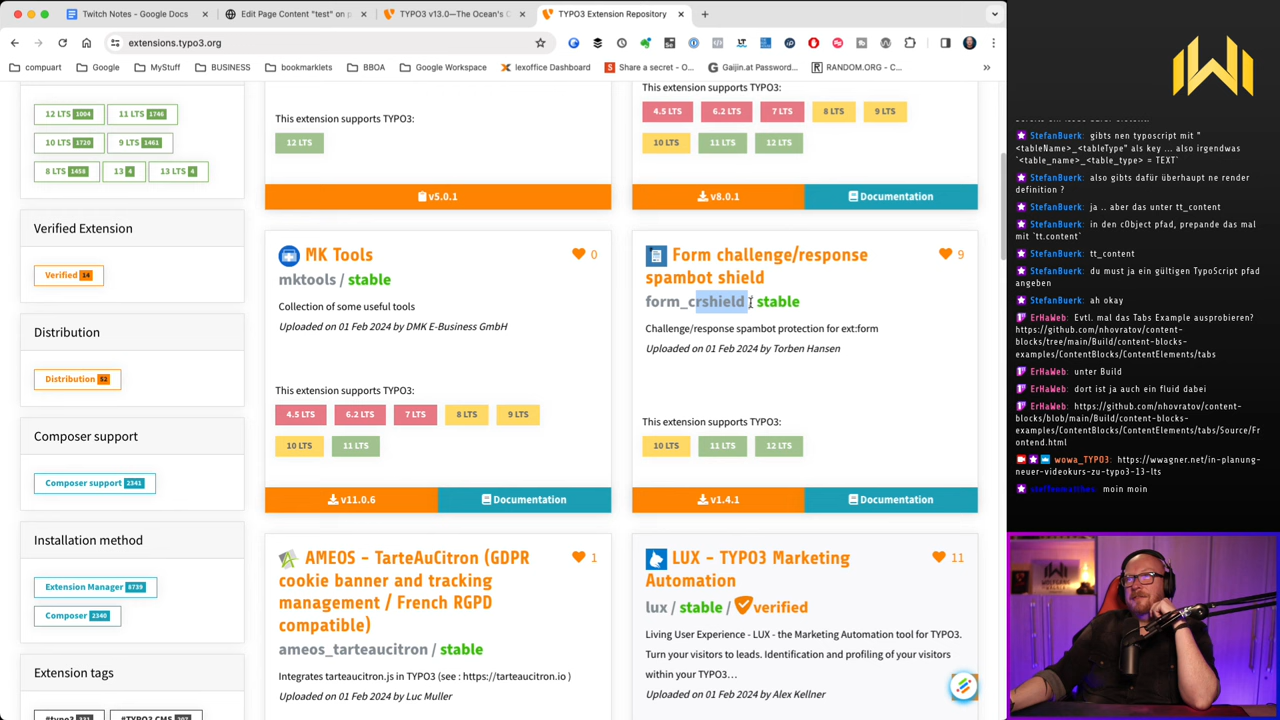 Twitch Notes - Google Docs
Edit Page Content "test" on p
TYPO3 v13.0—The Ocean's C
TYPO3 Extension Repository
extensions.typo3.org
compuart
Google
MyStuff
BUSINESS
bookmarklets
BBOA
Google Workspace
lexoffice Dashboard
Share a secret - O...
Gaijin.at Password...
RANDOM.ORG - C...
»
12 LTS 1004
11 LTS 1746
10 LTS 1720
9 LTS 1461
8 LTS 1458
13 4
13 LTS 4
Verified Extension
Verified 14
Distribution
Distribution 52
Composer support
Composer support 2341
Installation method
Extension Manager 5739
Composer 2340
Extension tags
#typo3
#TYPO3 CMS
This extension supports TYPO3:
12 LTS
v5.0.1
This extension supports TYPO3:
4.5 LTS 6.2 LTS 7 LTS 8 LTS 9 LTS
10 LTS 11 LTS 12 LTS
v8.0.1
Documentation
MK Tools
0
mktools / stable
Collection of some useful tools
Uploaded on 01 Feb 2024 by DMK E-Business GmbH
This extension supports TYPO3:
4.5 LTS 6.2 LTS 7 LTS 8 LTS 9 LTS
10 LTS 11 LTS
v11.0.6
Documentation
Form challenge/response
spambot shield
9
form_crshield / stable
Challenge/response spambot protection for ext:form
Uploaded on 01 Feb 2024 by Torben Hansen
This extension supports TYPO3:
10 LTS 11 LTS 12 LTS
v1.4.1
Documentation
AMEOS - TarteAuCitron (GDPR
cookie banner and tracking
management / French RGPD
compatible)
1
ameos_tarteaucitron / stable
Integrates tarteaucitron.js in TYPO3 (see : https://tarteaucitron.io )
Uploaded on 01 Feb 2024 by Luc Muller
LUX - TYPO3 Marketing
Automation
11
lux / stable / verified
Living User Experience - LUX - the Marketing Automation tool for TYPO3.
Turn your visitors to leads. Identification and profiling of your visitors
within your TYPO3...
Uploaded on 01 Feb 2024 by Alex Kellner
StefanBuerk: gibts nen typoscript mit "
<tableName>_<tableType" als key ... also irgendwas
`<table_name>_<table_type> = TEXT`
StefanBuerk: also gibts dafür überhaupt ne render
definition ?
StefanBuerk: ja .. aber das unter tt_content
StefanBuerk: in den cObject pfad, prepande das mal
mit `tt.content`
StefanBuerk: tt_content
StefanBuerk: du must ja ein gültigen TypoScript pfad
angeben
StefanBuerk: ah okay
ErHaWeb: Evtl. mal das Tabs Example ausprobieren?
https://github.com/nhovratov/content-
blocks/tree/main/Build/content-blocks-
examples/ContentBlocks/ContentElements/tabs
ErHaWeb: unter Build
ErHaWeb: dort ist ja auch ein fluid dabei
ErHaWeb: https://github.com/nhovratov/content-
blocks/blob/main/Build/content-blocks-
examples/ContentBlocks/ContentElements/tabs/Source/Fr
ontend.html
wowa_TYPO3: https://wwagner.net/in-planung-
neuer-videokurs-zu-typo3-13-lts
moin moin